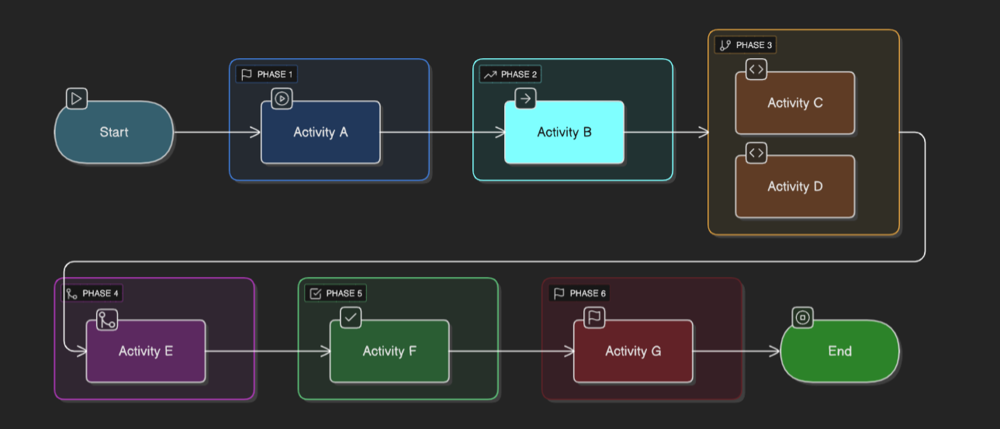 PHASE 1
PHASE 2
PHASE 3
Start
Activity A
Activity B
Activity C
Activity D
PHASE 4
PHASE 5
PHASE 6
Activity E
Activity F
Activity G
End